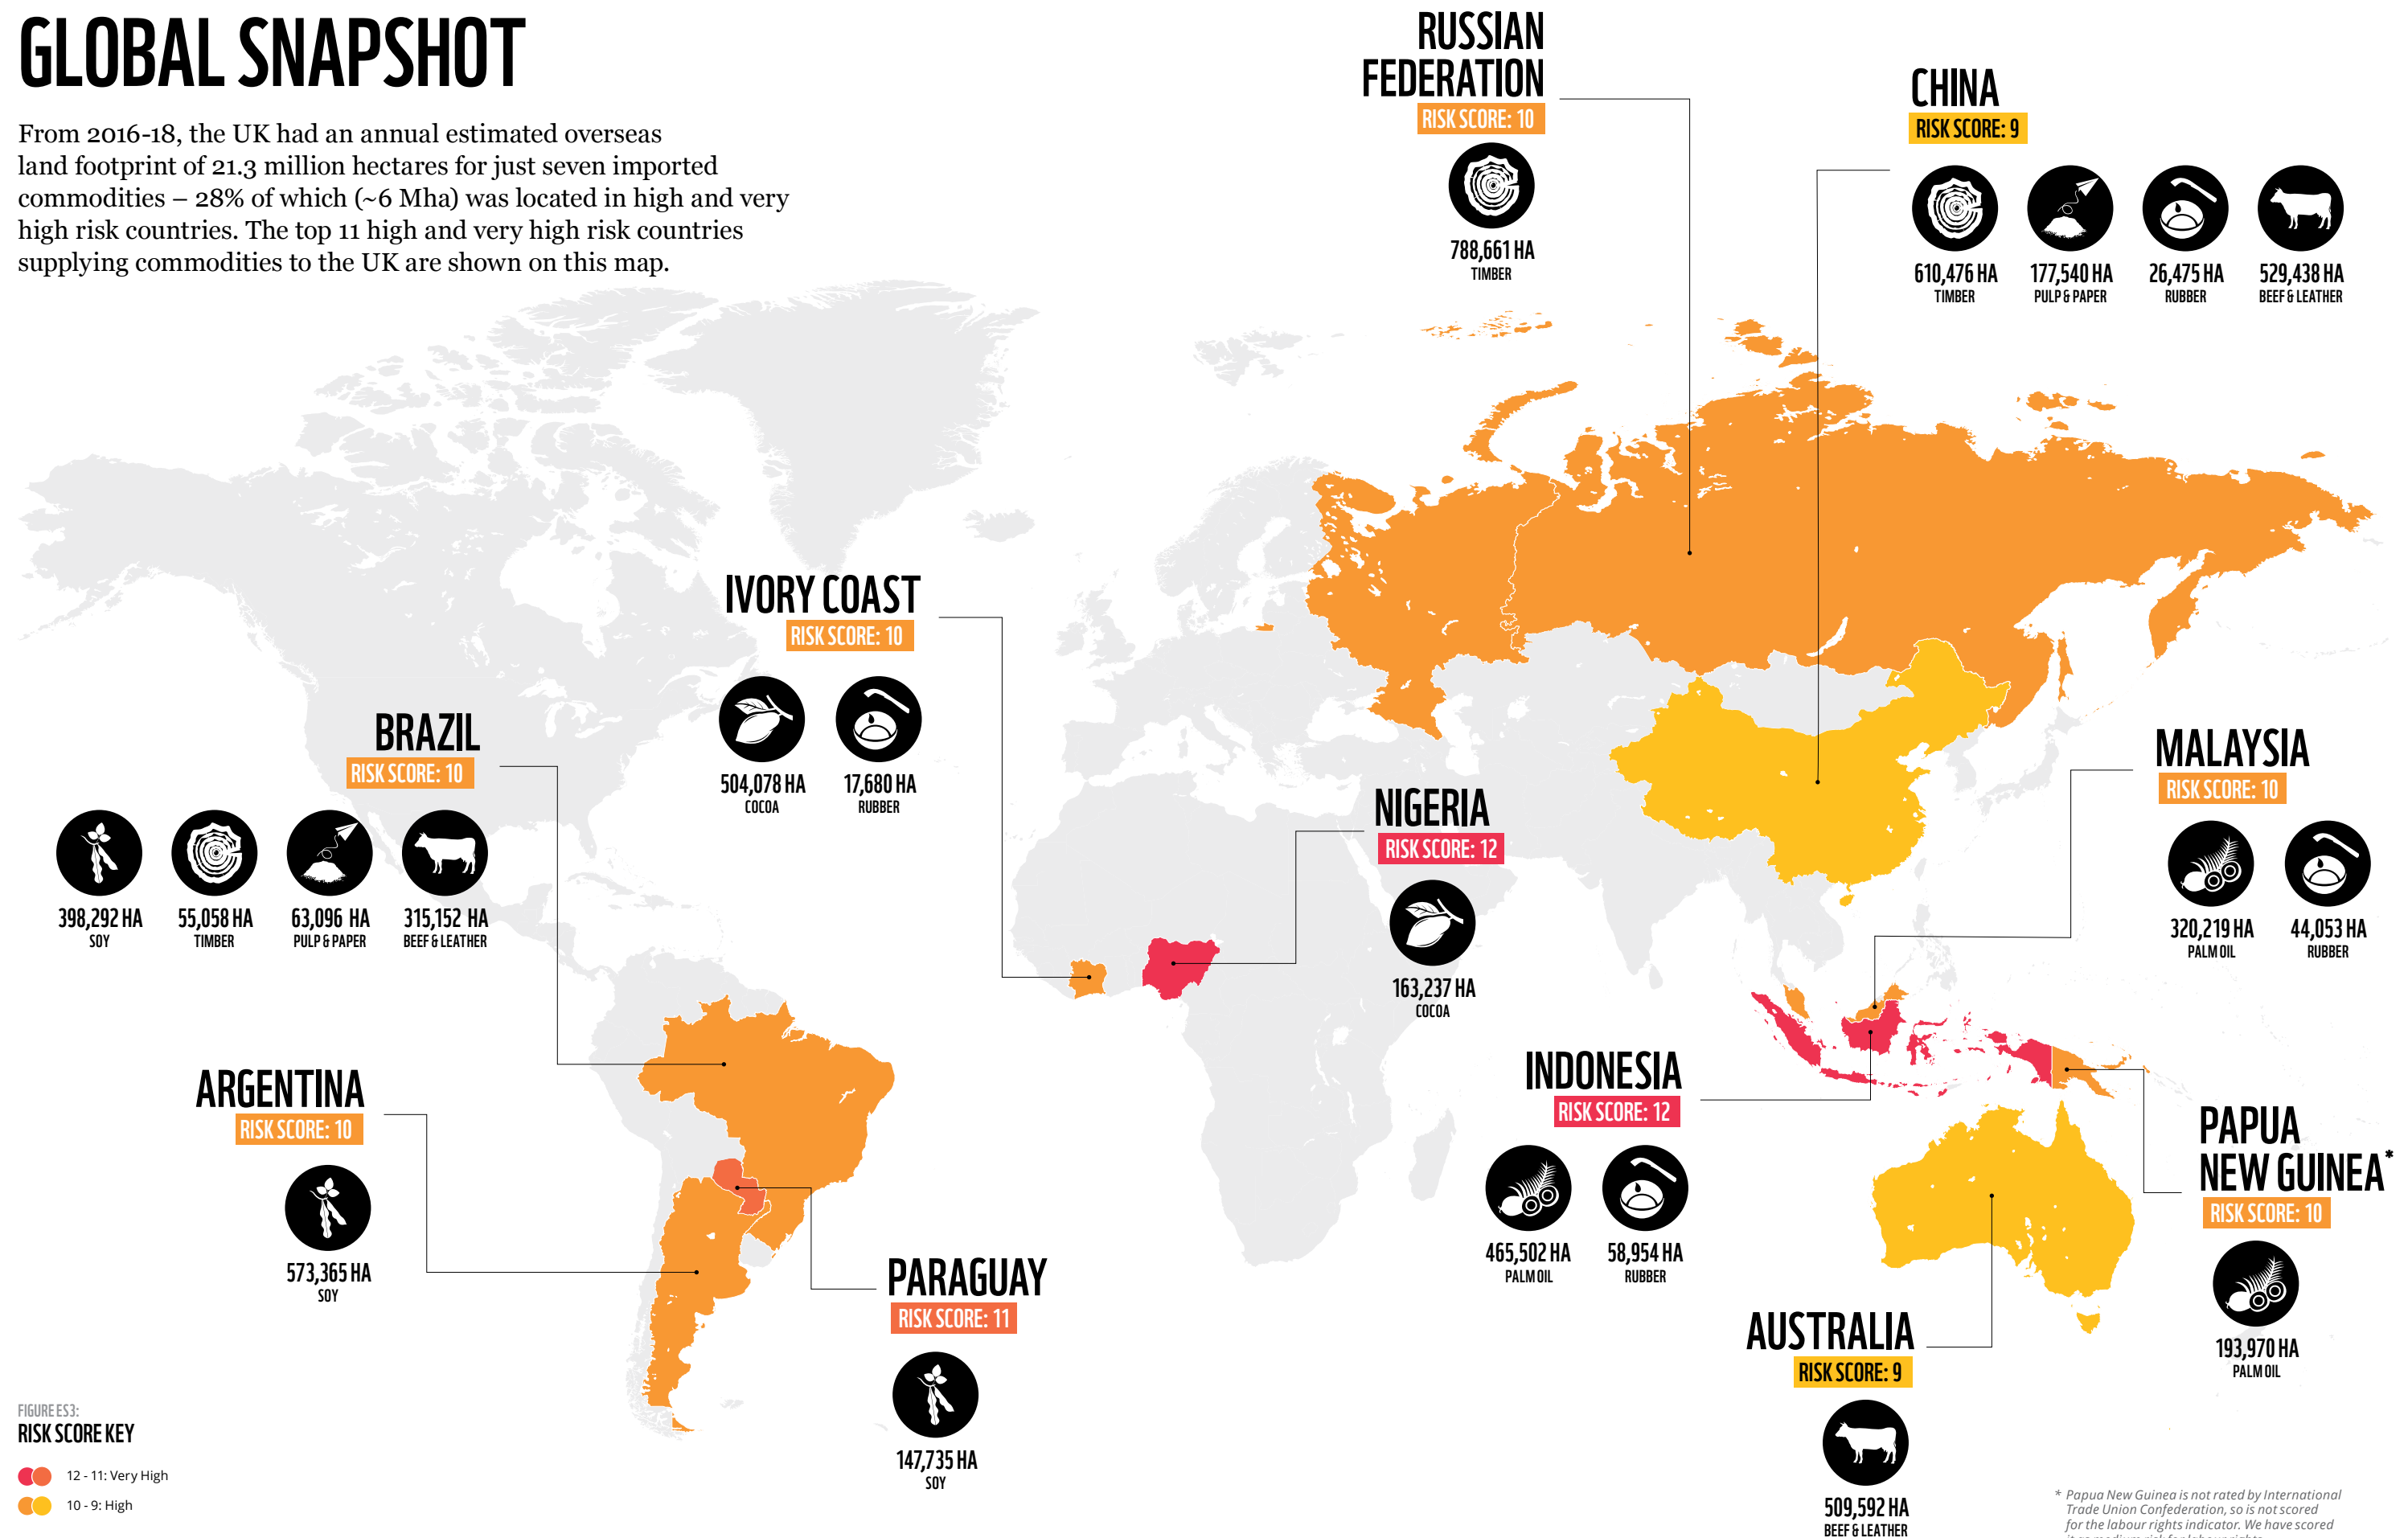 GLOBAL SNAPSHOT
From 2016-18, the UK had an annual estimated overseas
land footprint of 21.3 million hectares for just seven imported
commodities – 28% of which (~6 Mha) was located in high and very
high risk countries. The top 11 high and very high risk countries
supplying commodities to the UK are shown on this map.
RUSSIAN
FEDERATION
RISK SCORE: 10
788,661 HA
TIMBER
CHINA
RISK SCORE: 9
610,476 HA
TIMBER
177,540 HA
PULP & PAPER
26,475 HA
RUBBER
529,438 HA
BEEF & LEATHER
IVORY COAST
RISK SCORE: 10
504,078 HA
COCOA
17,680 HA
RUBBER
BRAZIL
RISK SCORE: 10
398,292 HA
SOY
55,058 HA
TIMBER
63,096 HA
PULP & PAPER
315,152 HA
BEEF & LEATHER
NIGERIA
RISK SCORE: 12
163,237 HA
COCOA
MALAYSIA
RISK SCORE: 10
320,219 HA
PALM OIL
44,053 HA
RUBBER
ARGENTINA
RISK SCORE: 10
573,365 HA
SOY
PARAGUAY
RISK SCORE: 11
147,735 HA
SOY
INDONESIA
RISK SCORE: 12
465,502 HA
PALM OIL
58,954 HA
RUBBER
PAPUA
NEW GUINEA*
RISK SCORE: 10
193,970 HA
PALM OIL
AUSTRALIA
RISK SCORE: 9
509,592 HA
BEEF & LEATHER
FIGURE ES3:
RISK SCORE KEY
12 - 11: Very High
10 - 9: High
* Papua New Guinea is not rated by International
Trade Union Confederation, so is not scored
for the labour rights indicator. We have scored
it as medium risk for labour rights